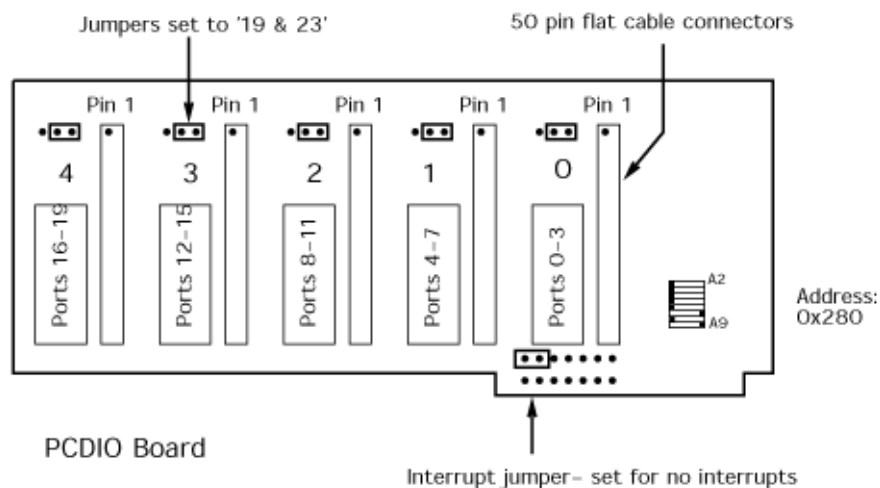 Jumpers set to '19 & 23'
50 pin flat cable connectors
Pin 1 Pin 1 Pin 1 Pin 1 Pin 1
4 3 2 1 0
Ports 16-19
Ports 12-15
Ports 8-11
Ports 4-7
Ports 0-3
A2
A9
Address:
0x280
PCDIO Board
Interrupt jumper- set for no interrupts